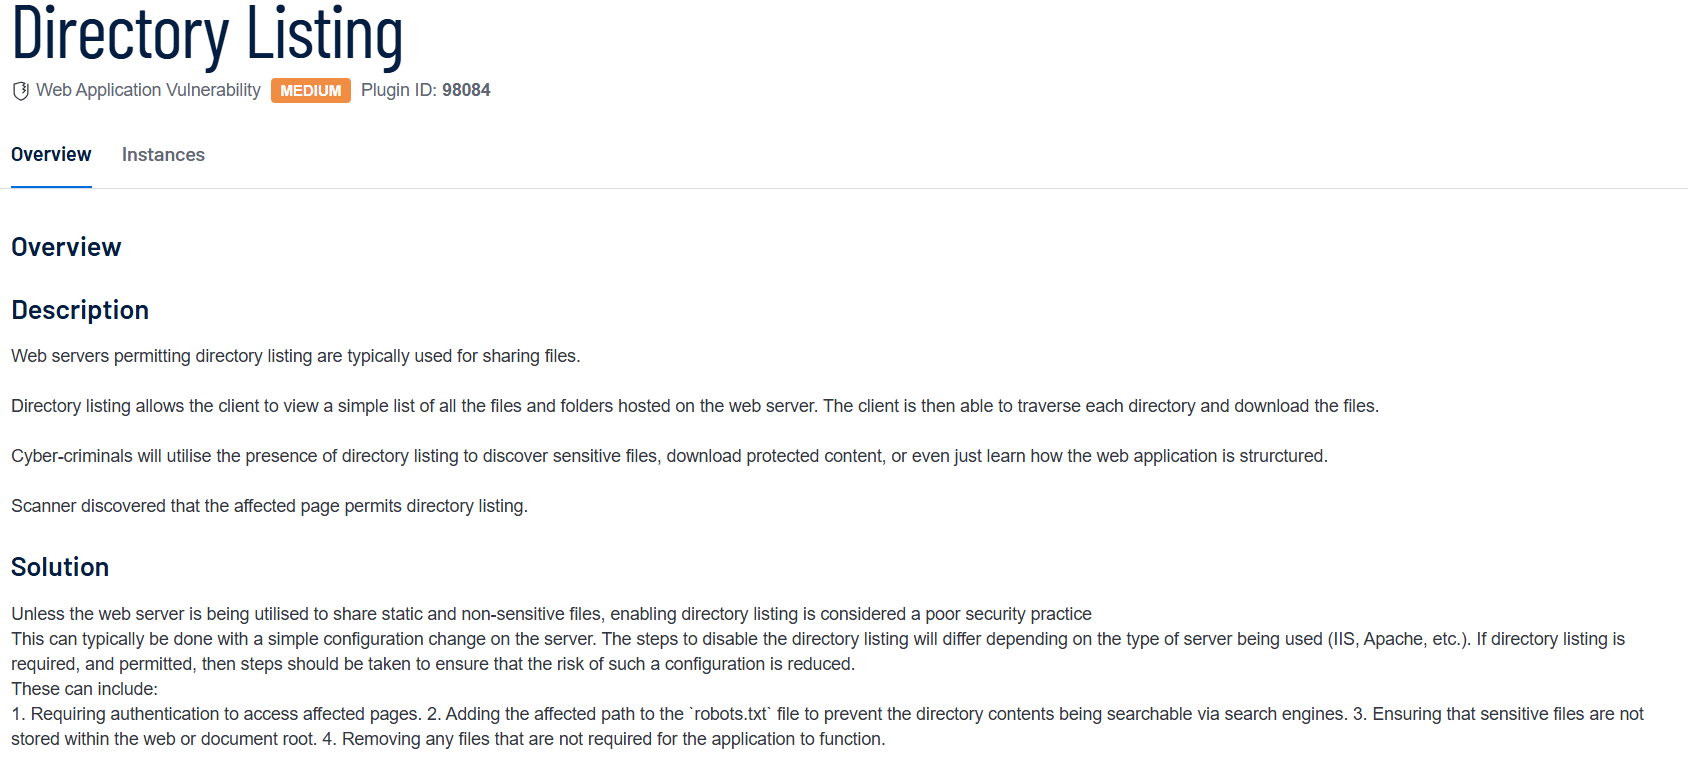 Directory Listing
Web Application Vulnerability MEDIUM Plugin ID: 98084
Overview Instances
Overview
Description
Web servers permitting directory listing are typically used for sharing files.
Directory listing allows the client to view a simple list of all the files and folders hosted on the web server. The client is then able to traverse each directory and download the files.
Cyber-criminals will utilise the presence of directory listing to discover sensitive files, download protected content, or even just learn how the web application is strurctured.
Scanner discovered that the affected page permits directory listing.
Solution
Unless the web server is being utilised to share static and non-sensitive files, enabling directory listing is considered a poor security practice
This can typically be done with a simple configuration change on the server. The steps to disable the directory listing will differ depending on the type of server being used (IIS, Apache, etc.). If directory listing is
required, and permitted, then steps should be taken to ensure that the risk of such a configuration is reduced.
These can include:
1. Requiring authentication to access affected pages. 2. Adding the affected path to the `robots.txt` file to prevent the directory contents being searchable via search engines. 3. Ensuring that sensitive files are not
stored within the web or document root. 4. Removing any files that are not required for the application to function.